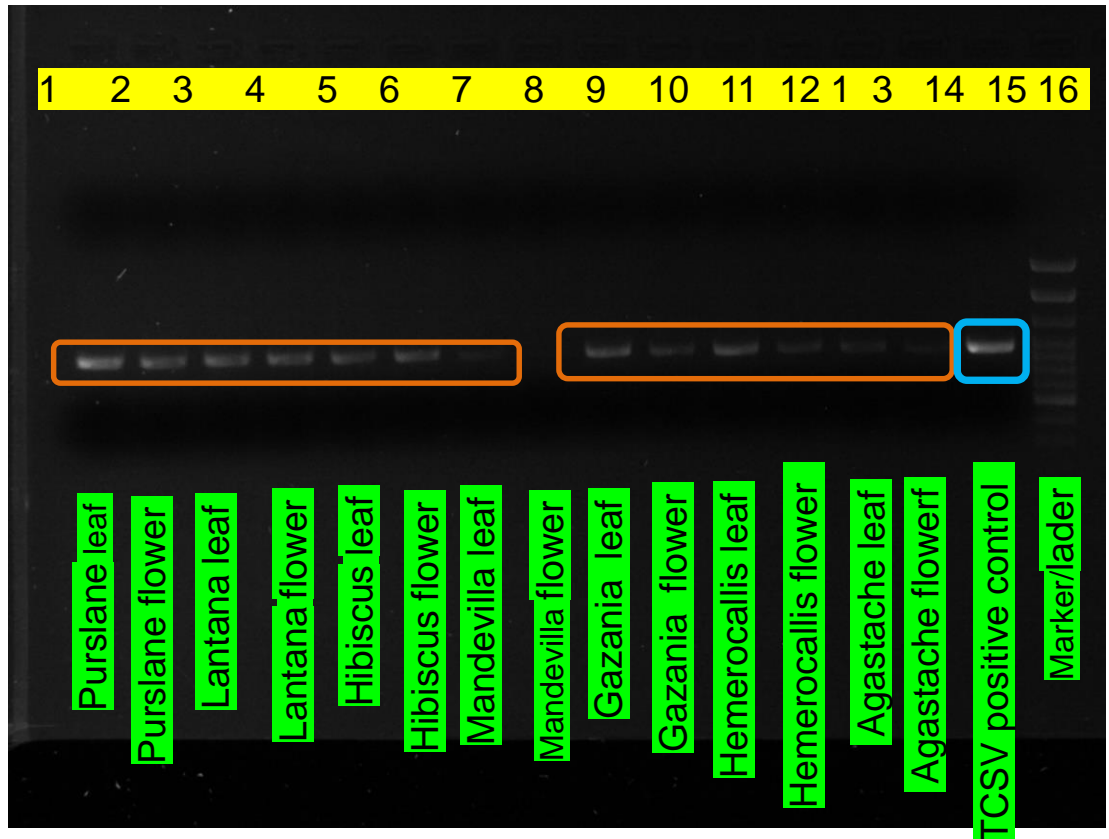 1 2 3 4 5 6 7 8 9 10 11 12 1 3 14 15 16
Purslane leaf
Purslane flower
Lantana leaf
Lantana flower
Hibiscus leaf
Hibiscus flower
Mandevilla leaf
Mandevilla flower
Gazania leaf
Gazania flower
Hemerocallis leaf
Hemerocallis flower
Agastache leaf
Agastache flowerf
TCSV positive control
Marker/lader